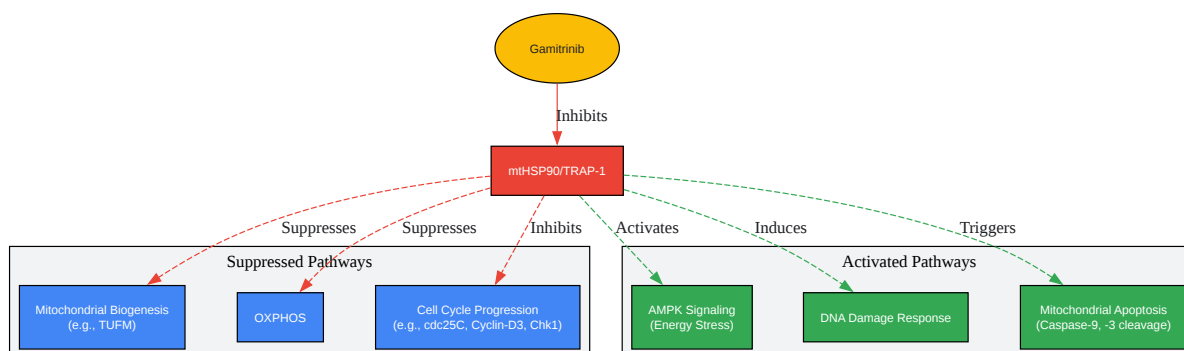 Gamitrinib
Inhibits
mtHSP90/TRAP-1
Suppresses
Suppresses
Inhibits
Activates
Induces
Triggers
Suppressed Pathways
Activated Pathways
Mitochondrial Biogenesis
(e.g., TUFM)
OXPHOS
Cell Cycle Progression
(e.g., cdc25C, Cyclin-D3, Chk1)
AMPK Signaling
(Energy Stress)
DNA Damage Response
Mitochondrial Apoptosis
(Caspase-9, -3 cleavage)